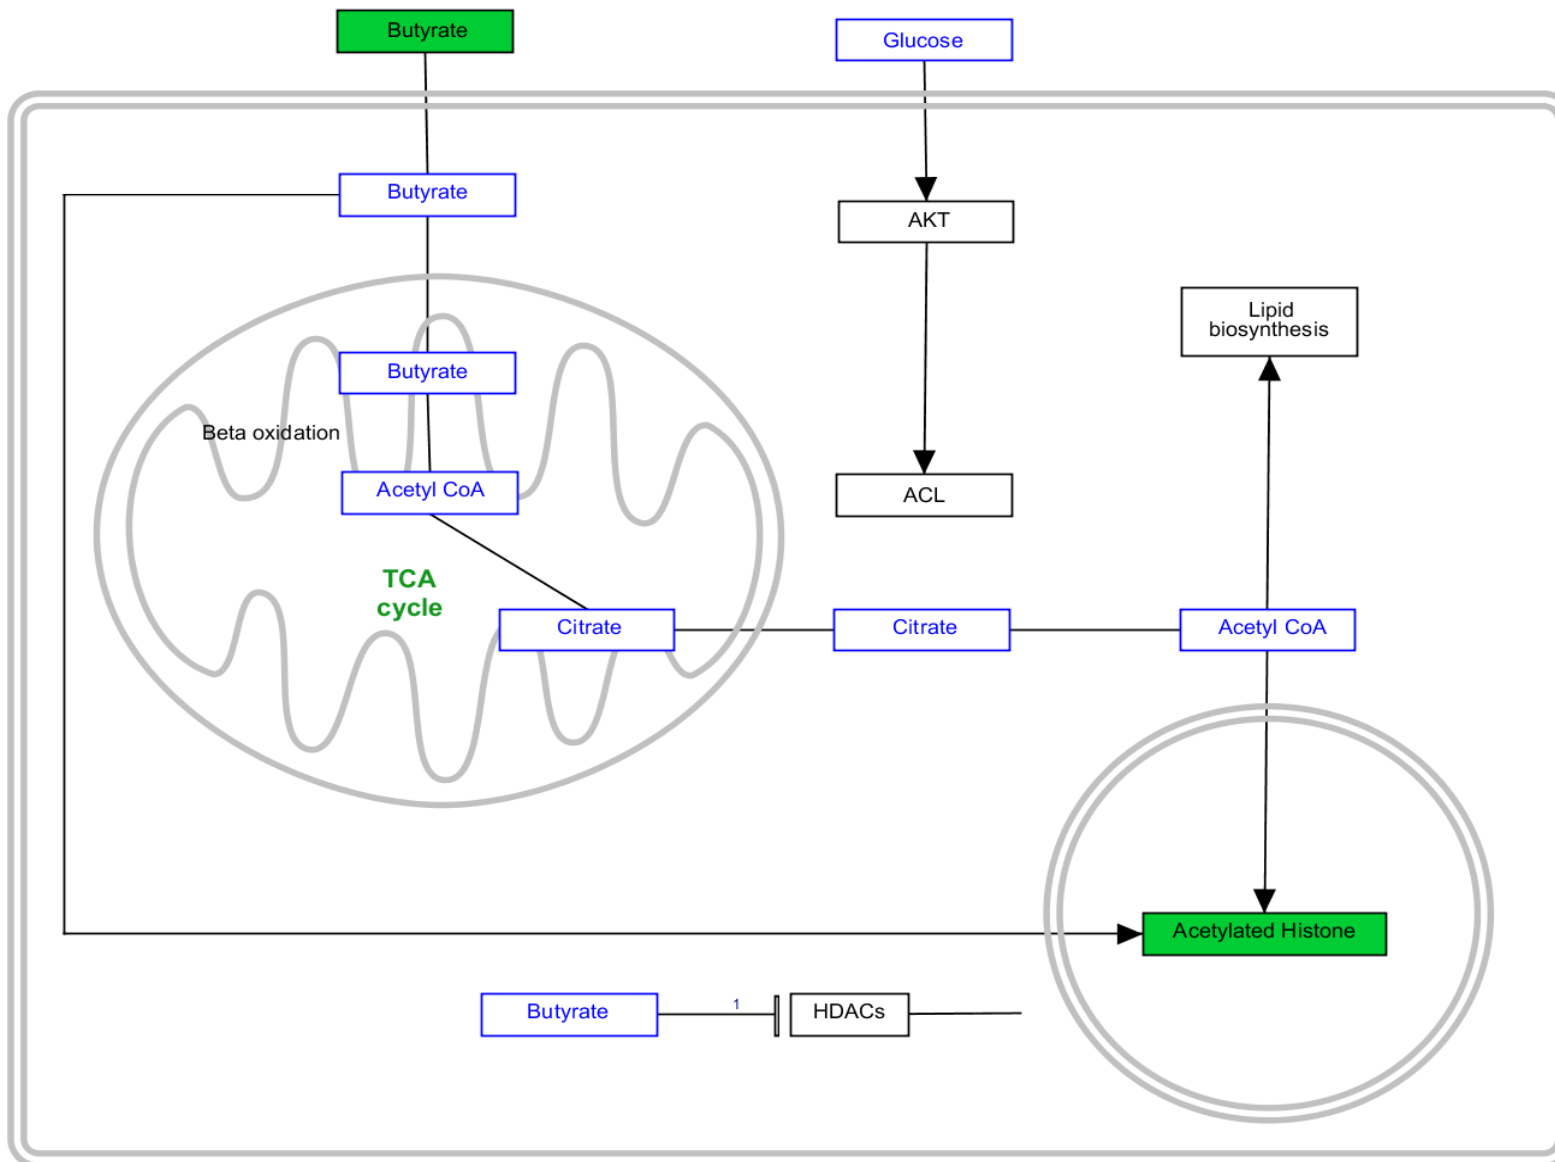 Butyrate
Glucose
Butyrate
AKT
Lipid
biosynthesis
Butyrate
Beta oxidation
Acetyl CoA
ACL
TCA
cycle
Citrate
Citrate
Acetyl CoA
Acetylated Histone
Butyrate
1
HDACs